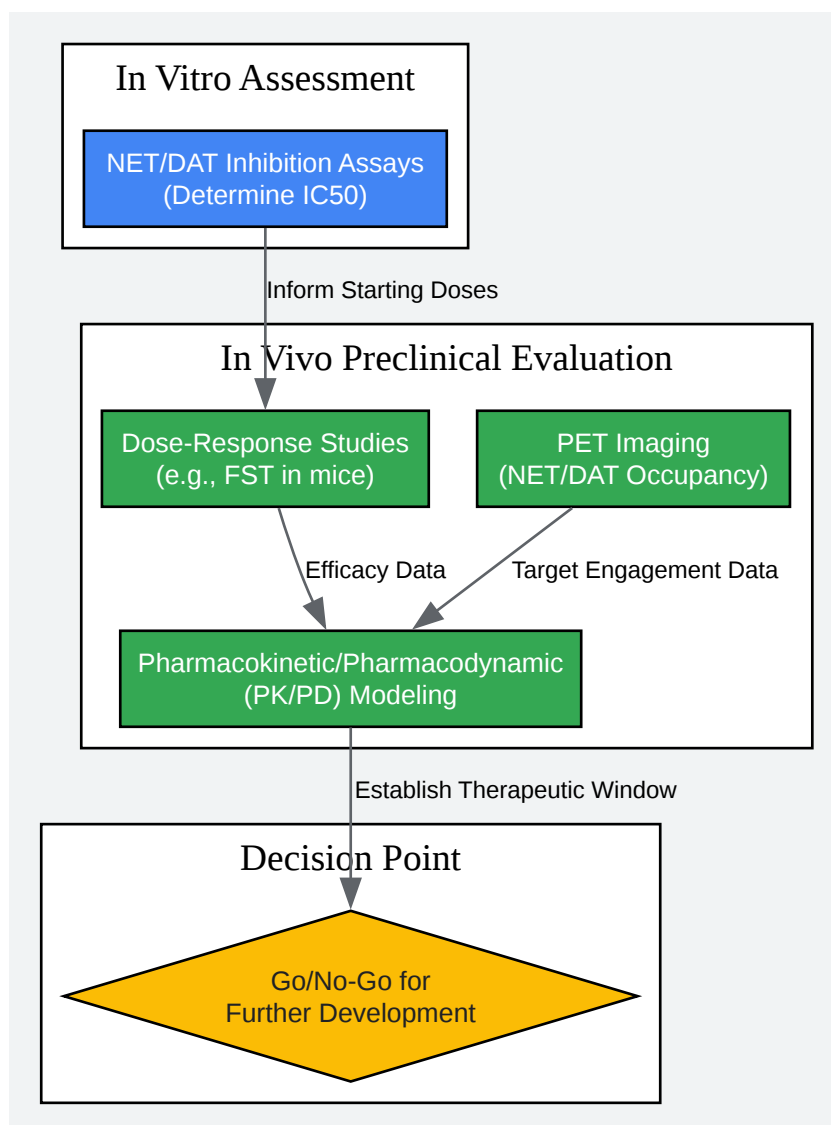 In Vitro Assessment
NET/DAT Inhibition Assays
(Determine IC50)
Inform Starting Doses
In Vivo Preclinical Evaluation
Dose-Response Studies
(e.g., FST in mice)
PET Imaging
(NET/DAT Occupancy)
Efficacy Data
Target Engagement Data
Pharmacokinetic/Pharmacodynamic
(PK/PD) Modeling
Establish Therapeutic Window
Decision Point
Go/No-Go for
Further Development